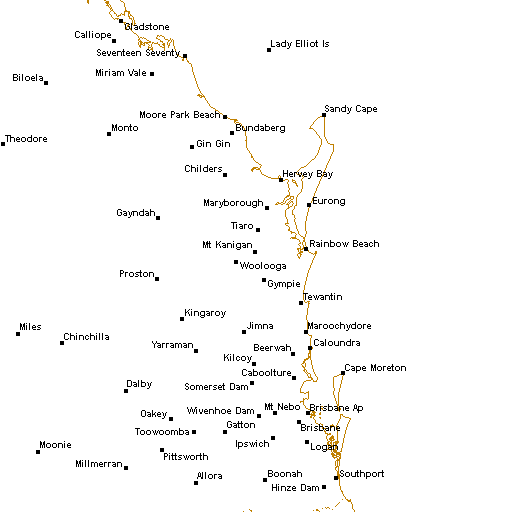 Gladstone
Calliope
Lady Elliot Is
Seventeen Seventy
Miriam Vale
Biloela
Sandy Cape
Moore Park Beach
Bundaberg
Monto
Theodore
Gin Gin
Childers
Hervey Bay
Maryborough
Eurong
Gayndah
Tiaro
Mt Kanigan
Rainbow Beach
Woolooga
Proston
Gympie
Tewantin
Kingaroy
Miles
Jimna
Maroochydore
Chinchilla
Yarraman
Beerwah
Caloundra
Kilcoy
Cape Moreton
Caboolture
Dalby
Somerset Dam
Oakey
Wivenhoe Dam
Mt Nebo
Brisbane Ap
Toowoomba
Gatton
Brisbane
Ipswich
Logan
Moonie
Pittsworth
Millmerran
Allora
Boonah
Southport
Hinze Dam